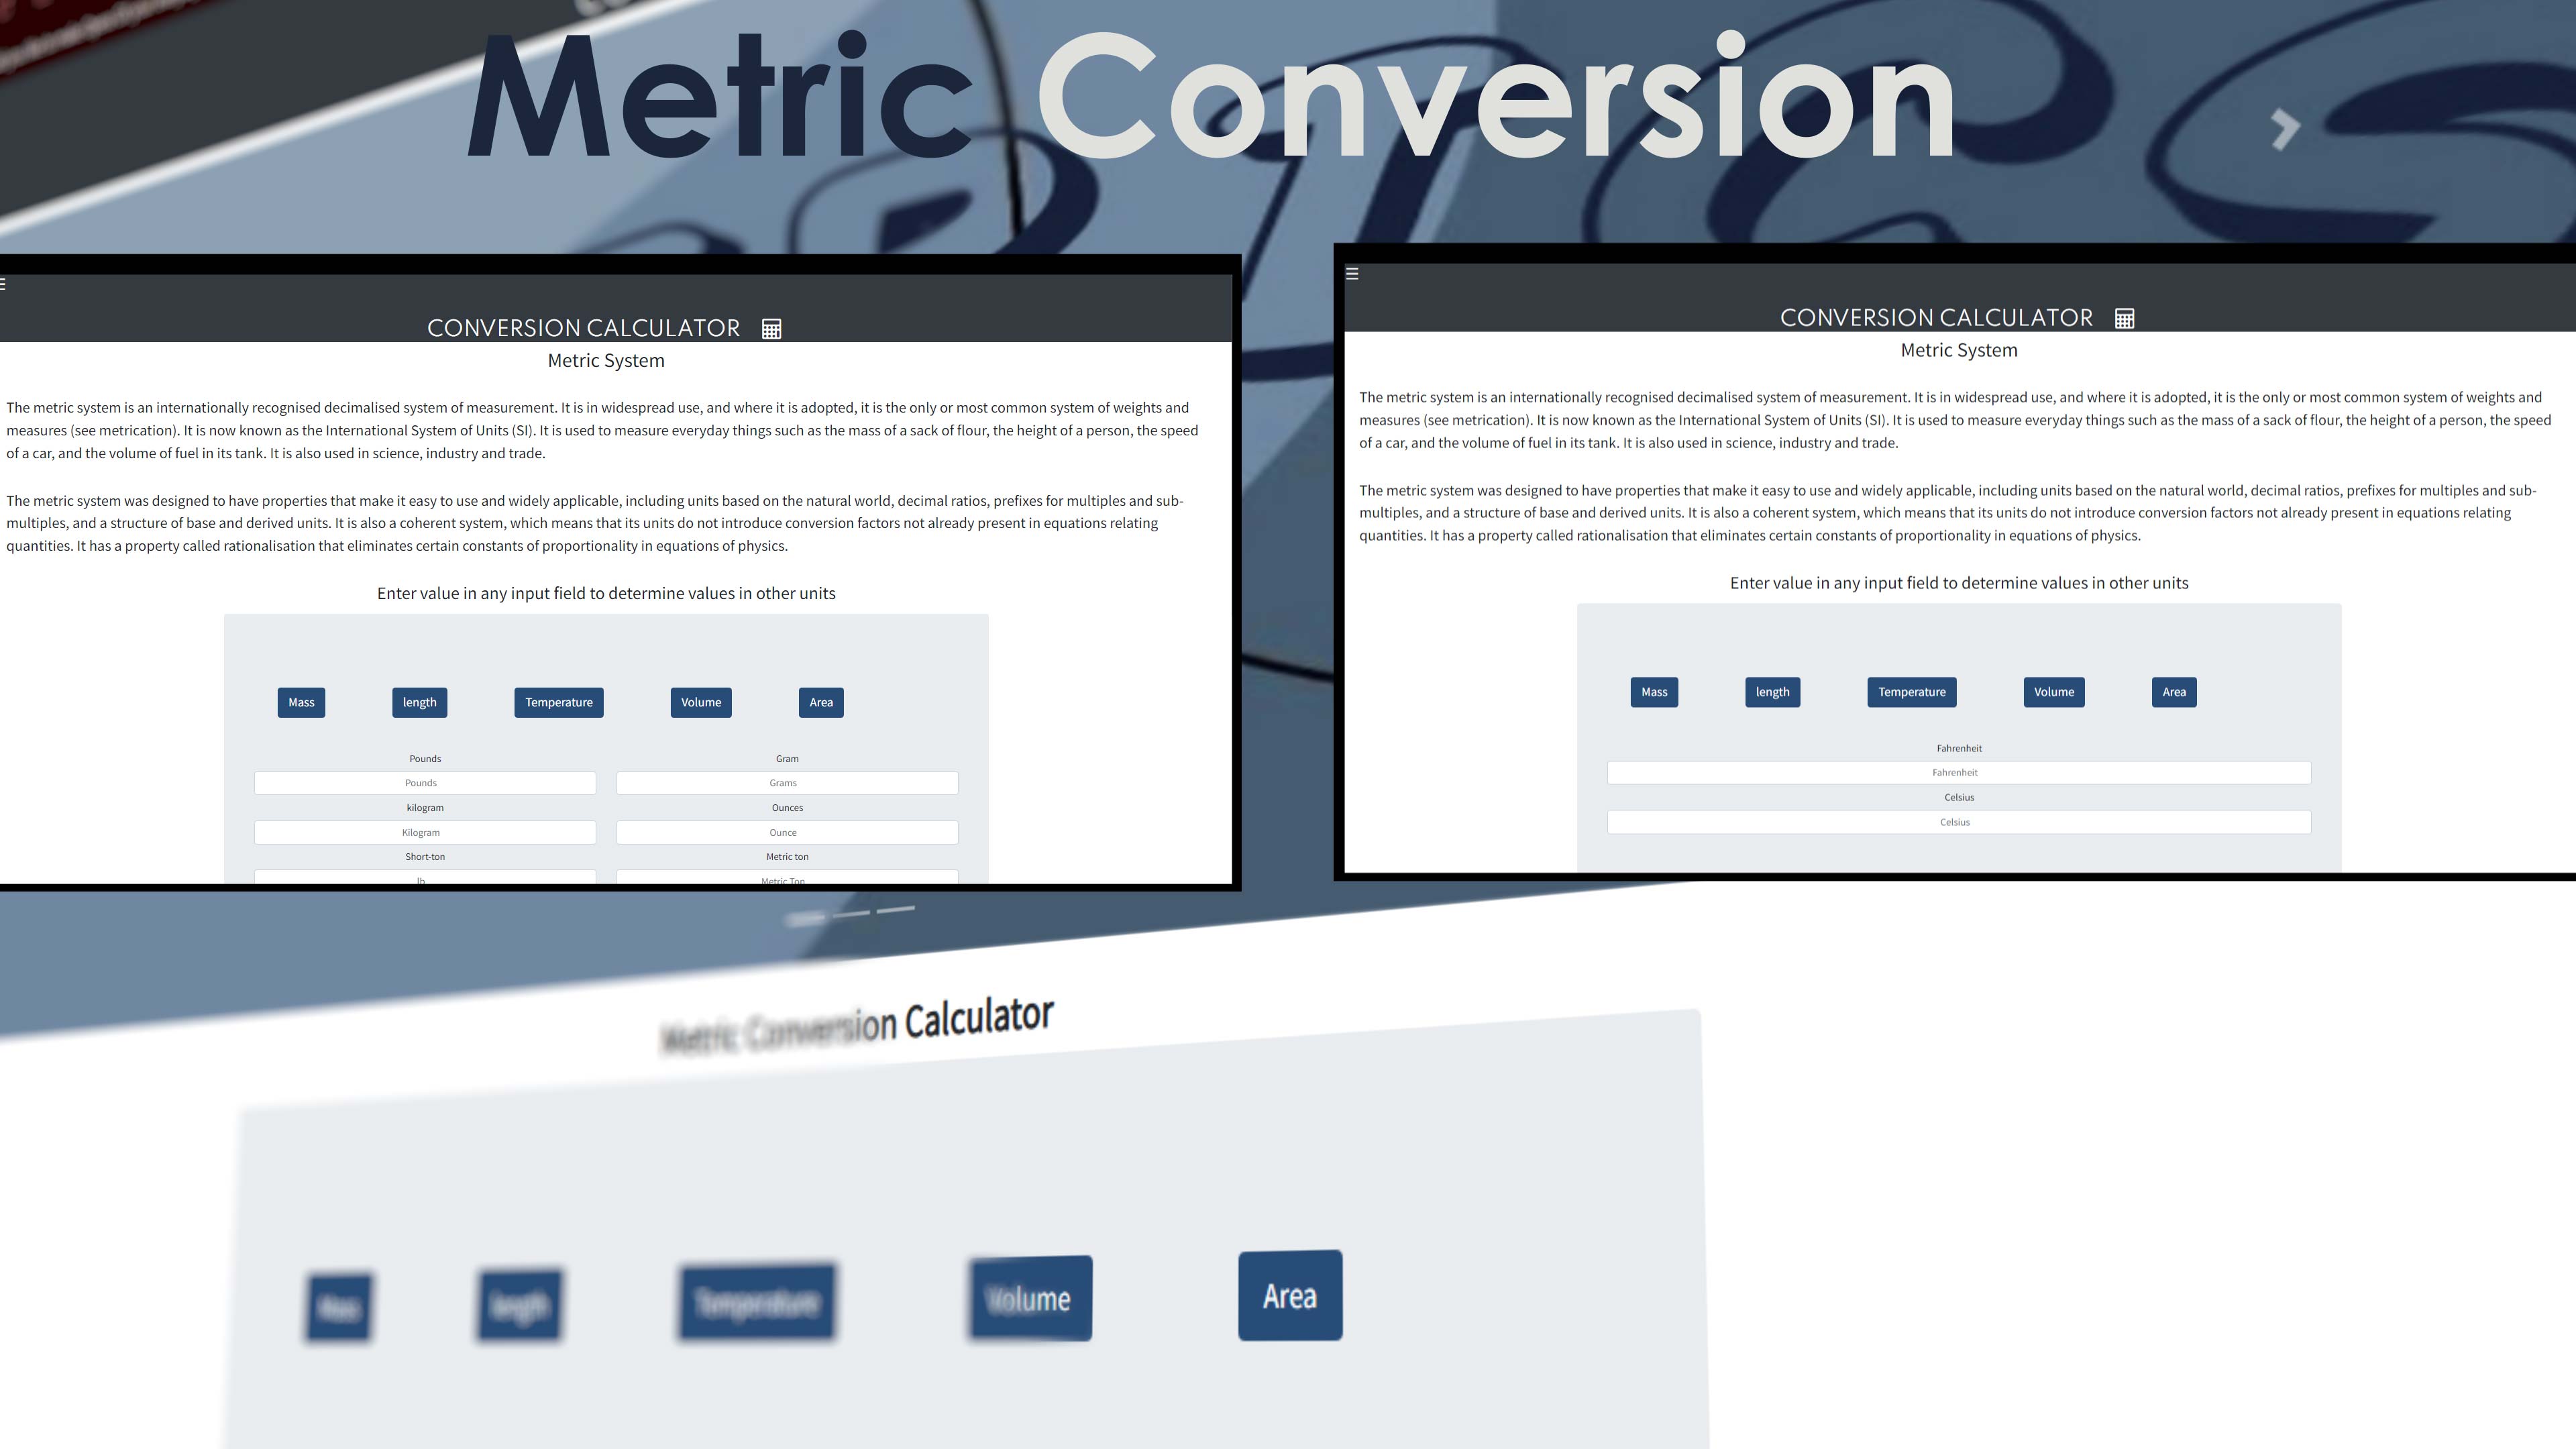 Metric Conversion
CONVERSION CALCULATOR
Metric System
The metric system is an internationally recognised decimalised system of measurement. It is in widespread use, and where it is adopted, it is the only or most common system of weights and
measures (see metrication). It is now known as the International System of Units (SI). It is used to measure everyday things such as the mass of a sack of flour, the height of a person, the speed
of a car, and the volume of fuel in its tank. It is also used in science, industry and trade.
The metric system was designed to have properties that make it easy to use and widely applicable, including units based on the natural world, decimal ratios, prefixes for multiples and sub-
multiples, and a structure of base and derived units. It is also a coherent system, which means that its units do not introduce conversion factors not already present in equations relating
quantities. It has a property called rationalisation that eliminates certain constants of proportionality in equations of physics.
Enter value in any input field to determine values in other units
Mass length Temperature Volume Area
Pounds Gram
Pounds Grams
kilogram Ounces
Kilogram Ounce
Short-ton Metric ton
lb Metric Ton
CONVERSION CALCULATOR
Metric System
The metric system is an internationally recognised decimalised system of measurement. It is in widespread use, and where it is adopted, it is the only or most common system of weights and
measures (see metrication). It is now known as the International System of Units (SI). It is used to measure everyday things such as the mass of a sack of flour, the height of a person, the speed
of a car, and the volume of fuel in its tank. It is also used in science, industry and trade.
The metric system was designed to have properties that make it easy to use and widely applicable, including units based on the natural world, decimal ratios, prefixes for multiples and sub-
multiples, and a structure of base and derived units. It is also a coherent system, which means that its units do not introduce conversion factors not already present in equations relating
quantities. It has a property called rationalisation that eliminates certain constants of proportionality in equations of physics.
Enter value in any input field to determine values in other units
Mass length Temperature Volume Area
Fahrenheit
Fahrenheit
Celsius
Celsius
Metric Conversion Calculator
Mass length Temperature Volume Area